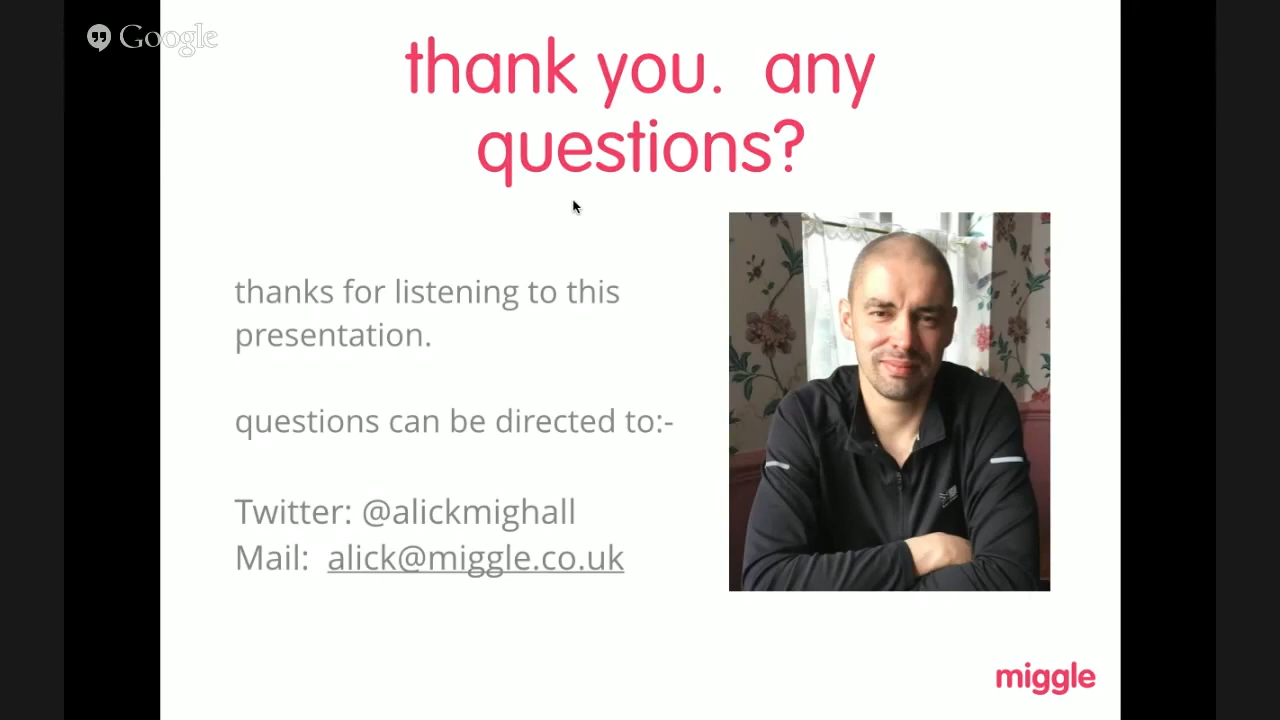 Google
thank you.  any
questions?
thanks for listening to this
presentation.
questions can be directed to:-
Twitter: @alickmighall
Mail:  alick@miggle.co.uk
miggle